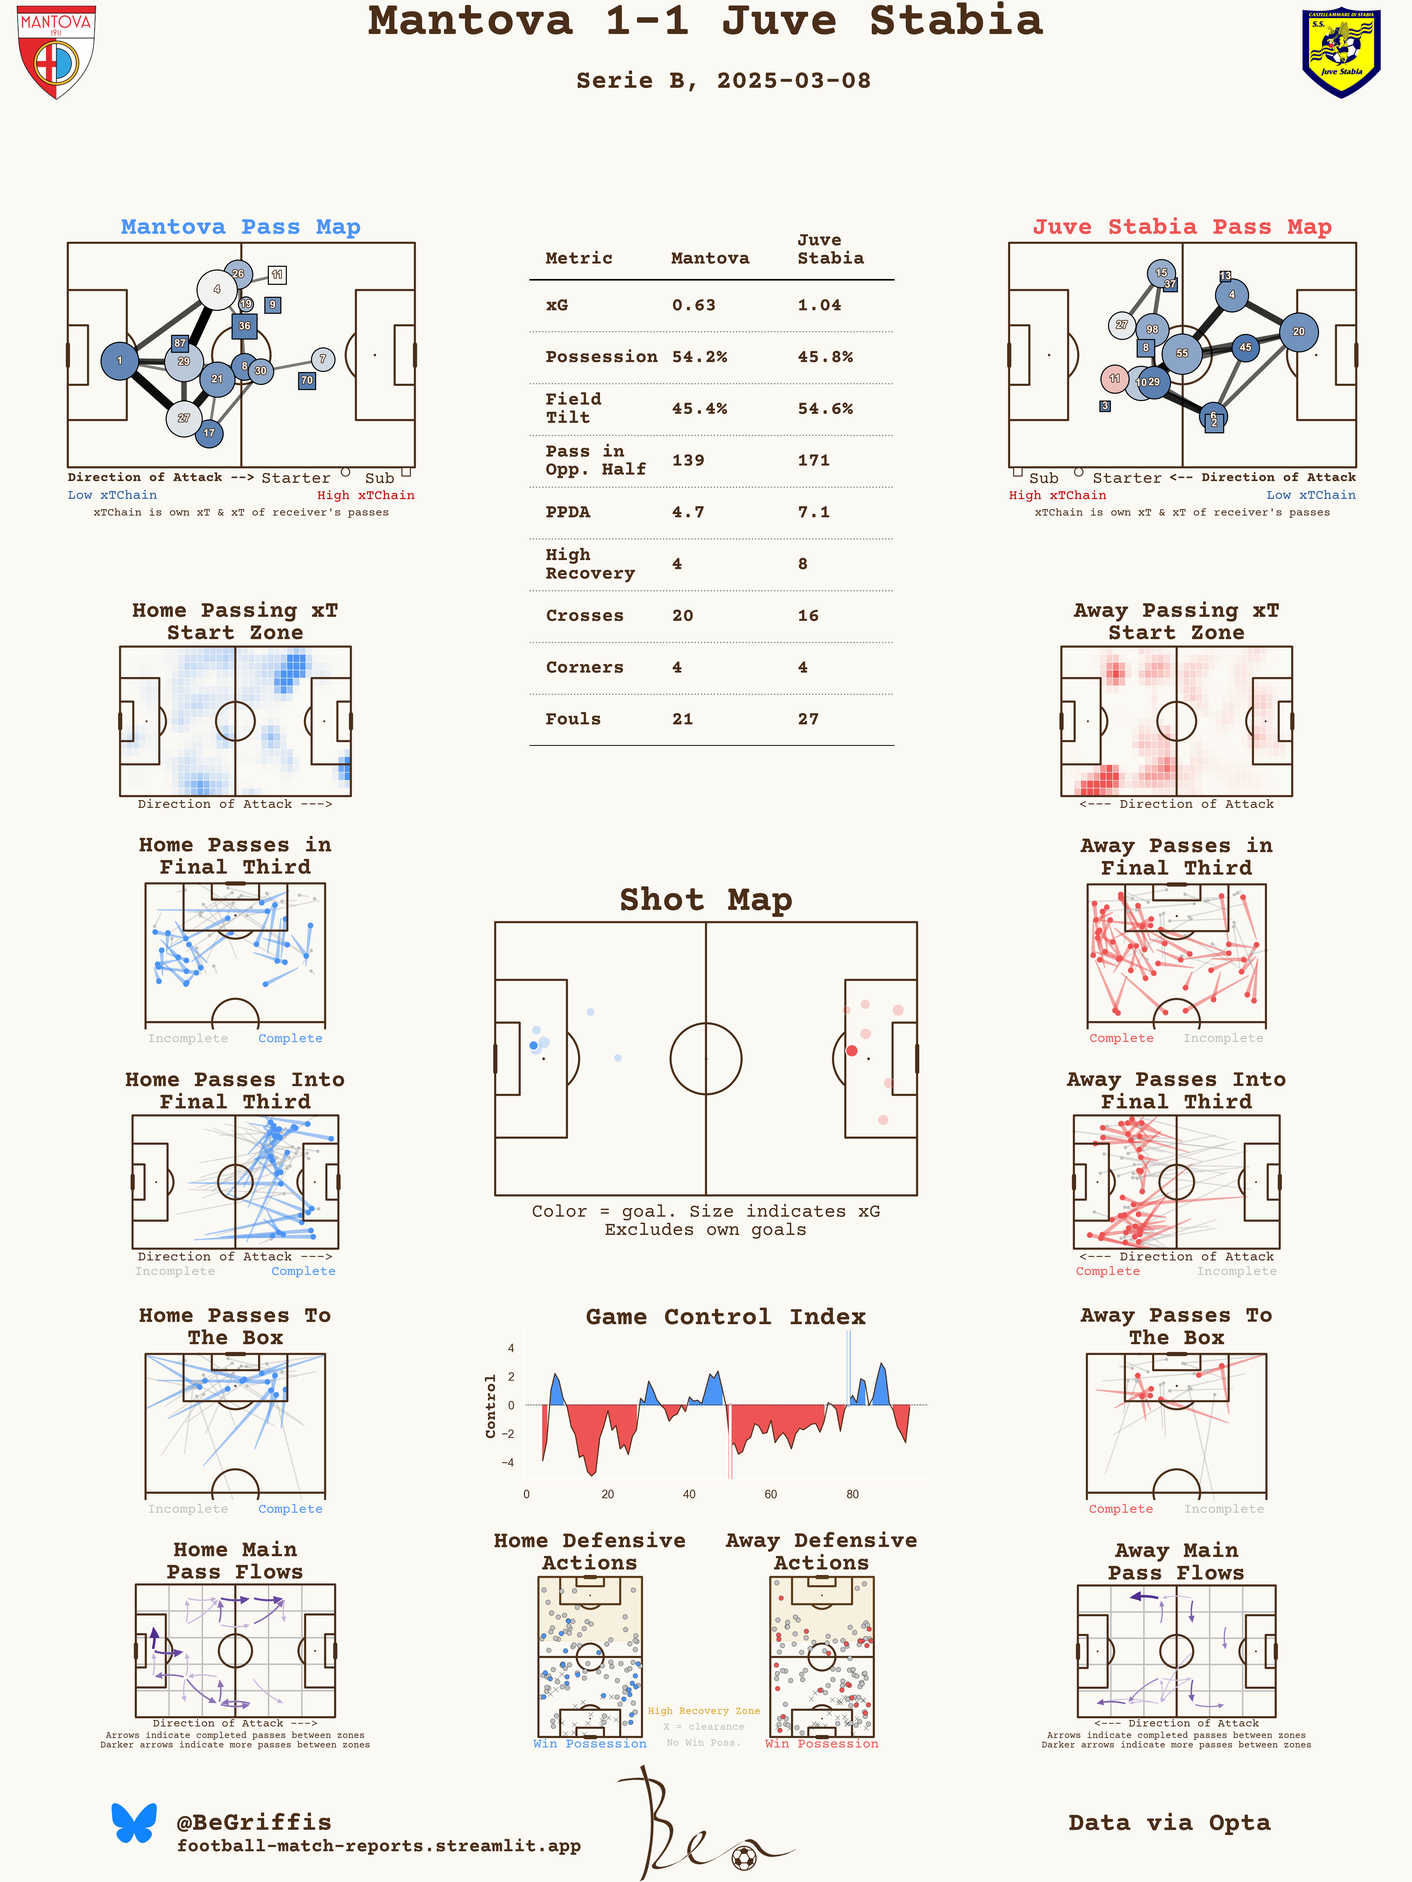 Mantova 1-1 Juve Stabia
Serie B, 2025-03-08
MANTOVA
1911
CASTELLAMMARE DI STABIA
S.S.
Juve Stabia
Mantova Pass Map
26
11
4
19
9
36
87
1
29
7
8
30
21
70
27
17
Direction of Attack --> Starter Sub
Low xTChain High xTChain
xTChain is own xT & xT of receiver's passes
Metric Mantova Juve Stabia
xG 0.63 1.04
Possession 54.2% 45.8%
Field Tilt 45.4% 54.6%
Pass in Opp. Half 139 171
PPDA 4.7 7.1
High Recovery 4 8
Crosses 20 16
Corners 4 4
Fouls 21 27
Juve Stabia Pass Map
15
37
13
4
27
98
20
8
55
45
11
10
29
3
6
2
Sub Starter <-- Direction of Attack
High xTChain Low xTChain
xTChain is own xT & xT of receiver's passes
Home Passing xT
Start Zone
Direction of Attack --->
Away Passing xT
Start Zone
<--- Direction of Attack
Home Passes in
Final Third
Incomplete Complete
Away Passes in
Final Third
Complete Incomplete
Shot Map
Color = goal. Size indicates xG
Excludes own goals
Home Passes Into
Final Third
Direction of Attack --->
Incomplete Complete
Away Passes Into
Final Third
<--- Direction of Attack
Complete Incomplete
Home Passes To
The Box
Incomplete Complete
Game Control Index
Control
4
2
0
−2
−4
0 20 40 60 80
Away Passes To
The Box
Complete Incomplete
Home Main
Pass Flows
Direction of Attack --->
Arrows indicate completed passes between zones
Darker arrows indicate more passes between zones
Home Defensive
Actions
Win Possession
Away Defensive
Actions
Win Possession
High Recovery Zone
X = clearance
No Win Poss.
Away Main
Pass Flows
<--- Direction of Attack
Arrows indicate completed passes between zones
Darker arrows indicate more passes between zones
@BeGriffis
football-match-reports.streamlit.app
Ben
Data via Opta